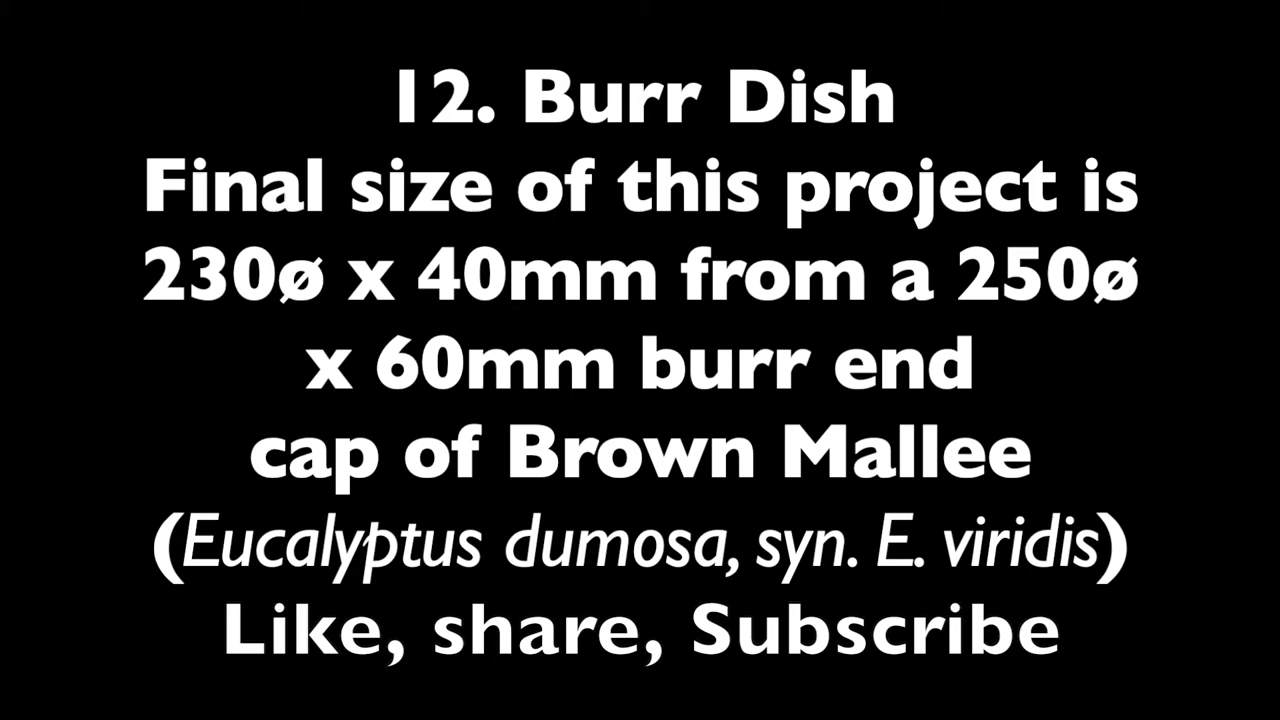 12. Burr Dish
Final size of this project is
230ø x 40mm from a 250ø
x 60mm burr end
cap of Brown Mallee
(Eucalyptus dumosa, syn. E. viridis)
Like, share, Subscribe